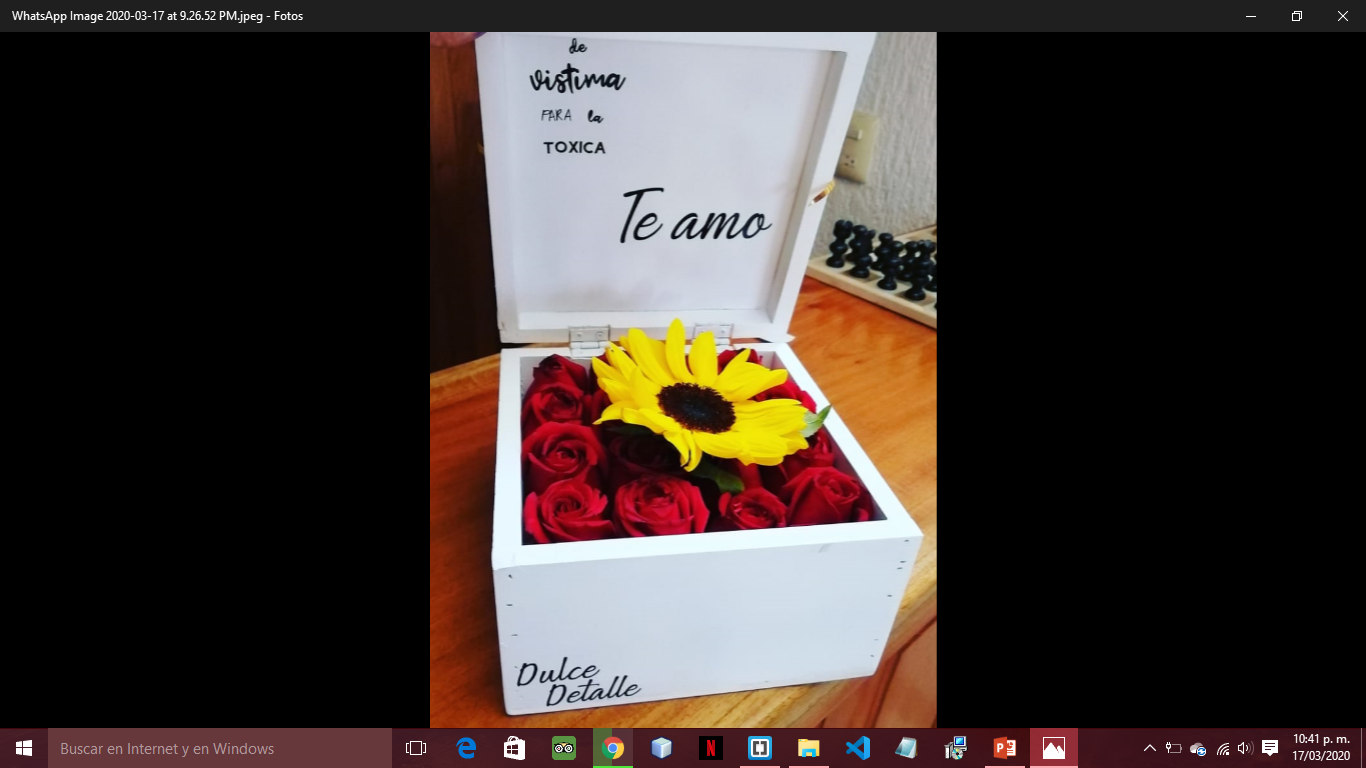 WhatsApp Image 2020-03-17 at 9.26.52 PM.jpeg - Fotos
de
vistima
PARA la
TOXICA
Te amo
Dulce
Detalle
Buscar en Internet y en Windows
10:41 p. m.
17/03/2020